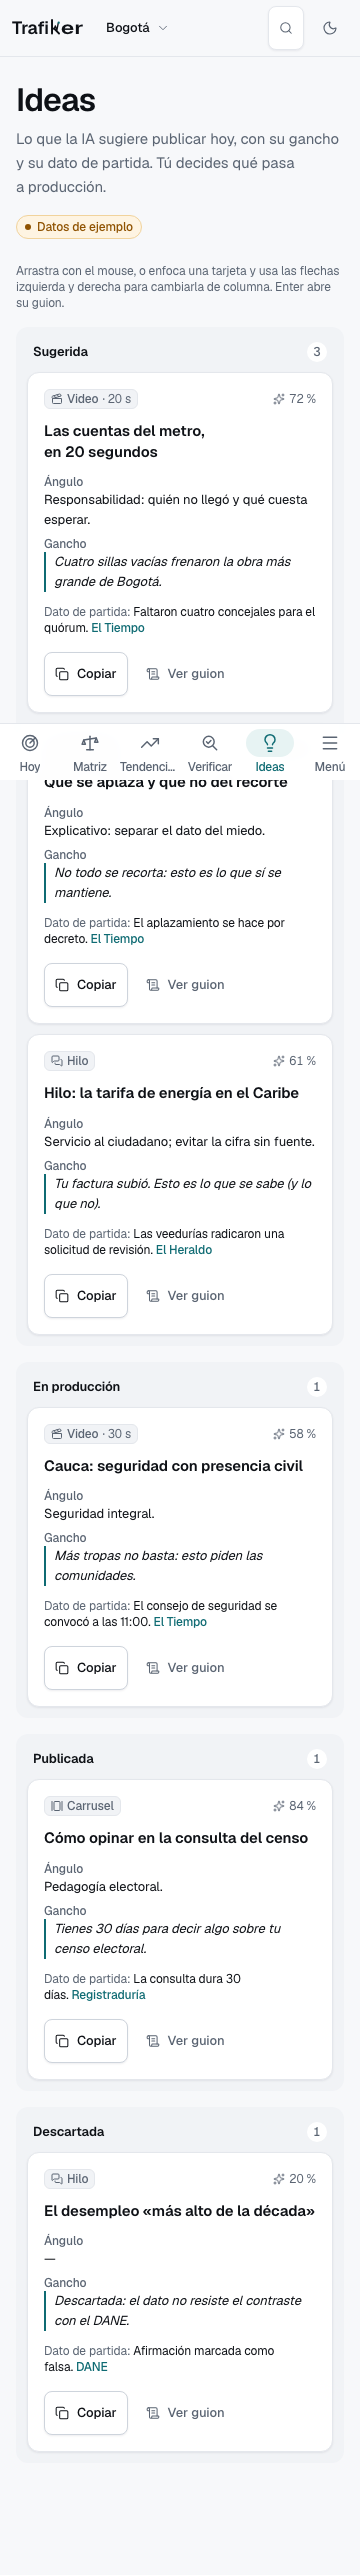 Trafiker
Bogotá
Ideas
Lo que la IA sugiere publicar hoy, con su gancho
y su dato de partida. Tú decides qué pasa
a producción.
Datos de ejemplo
Arrastra con el mouse, o enfoca una tarjeta y usa las flechas
izquierda y derecha para cambiarla de columna. Enter abre
su guion.
Sugerida 3
Video · 20 s 72 %
Las cuentas del metro,
en 20 segundos
Ángulo
Responsabilidad: quién no llegó y qué cuesta
esperar.
Gancho
Cuatro sillas vacías frenaron la obra más
grande de Bogotá.
Dato de partida: Faltaron cuatro concejales para el
quórum. El Tiempo
Copiar Ver guion
Hoy Matriz Tendenci... Verificar Ideas Menú
Qué se aplaza y qué no del recorte
Ángulo
Explicativo: separar el dato del miedo.
Gancho
No todo se recorta: esto es lo que sí se
mantiene.
Dato de partida: El aplazamiento se hace por
decreto. El Tiempo
Copiar Ver guion
Hilo 61 %
Hilo: la tarifa de energía en el Caribe
Ángulo
Servicio al ciudadano; evitar la cifra sin fuente.
Gancho
Tu factura subió. Esto es lo que se sabe (y lo
que no).
Dato de partida: Las veedurías radicaron una
solicitud de revisión. El Heraldo
Copiar Ver guion
En producción 1
Video · 30 s 58 %
Cauca: seguridad con presencia civil
Ángulo
Seguridad integral.
Gancho
Más tropas no basta: esto piden las
comunidades.
Dato de partida: El consejo de seguridad se
convocó a las 11:00. El Tiempo
Copiar Ver guion
Publicada 1
Carrusel 84 %
Cómo opinar en la consulta del censo
Ángulo
Pedagogía electoral.
Gancho
Tienes 30 días para decir algo sobre tu
censo electoral.
Dato de partida: La consulta dura 30
días. Registraduría
Copiar Ver guion
Descartada 1
Hilo 20 %
El desempleo «más alto de la década»
Ángulo
—
Gancho
Descartada: el dato no resiste el contraste
con el DANE.
Dato de partida: Afirmación marcada como
falsa. DANE
Copiar Ver guion